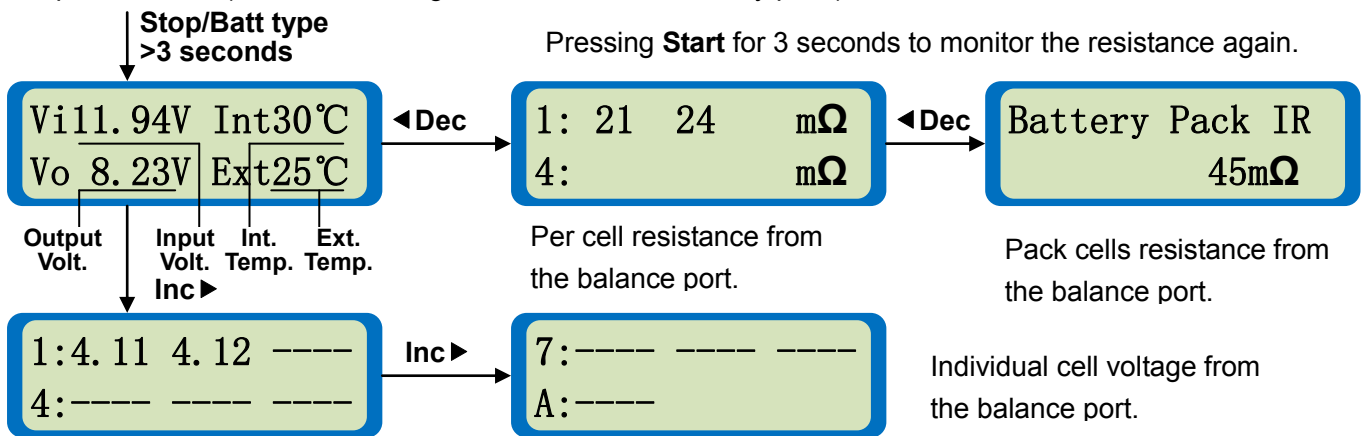 Stop/Batt type
>3 seconds
Pressing Start for 3 seconds to monitor the resistance again.
Vi11.94V Int30℃
Vo 8.23V Ext25℃
◀Dec
1: 21 24 mΩ
4: mΩ
◀Dec
Battery Pack IR
45mΩ
Output Volt.
Input Volt.
Int. Temp.
Ext. Temp.
Inc▶
Per cell resistance from
the balance port.
Pack cells resistance from
the balance port.
1:4.11 4.12 ----
4:---- ---- ----
Inc▶
7:---- ---- ----
A:----
Individual cell voltage from
the balance port.